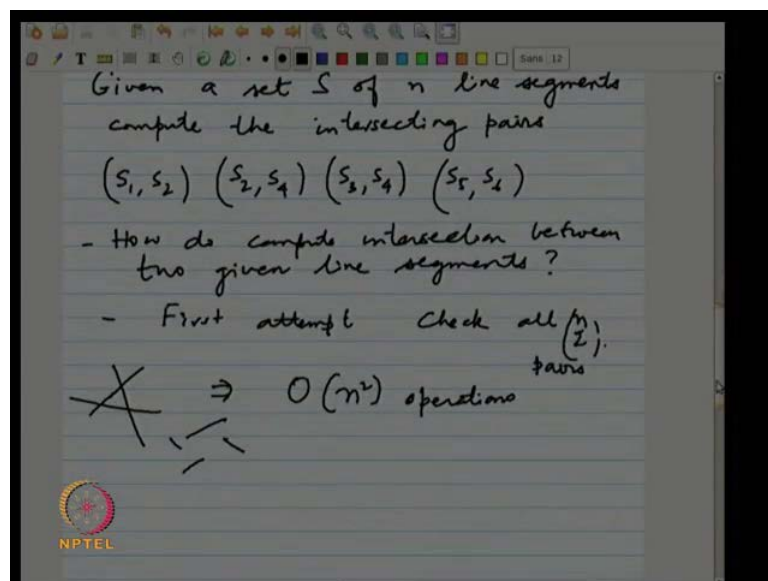 T Sans 12
Given a set S of n line segments
compute the intersecting pairs
(S1, S2) (S2, S4) (S3, S4) (S5, S6)
- How do compute intersection between
two given line segments?
- First attempt Check all (n 2).
pairs
⇒ O(n²) operations
NPTEL